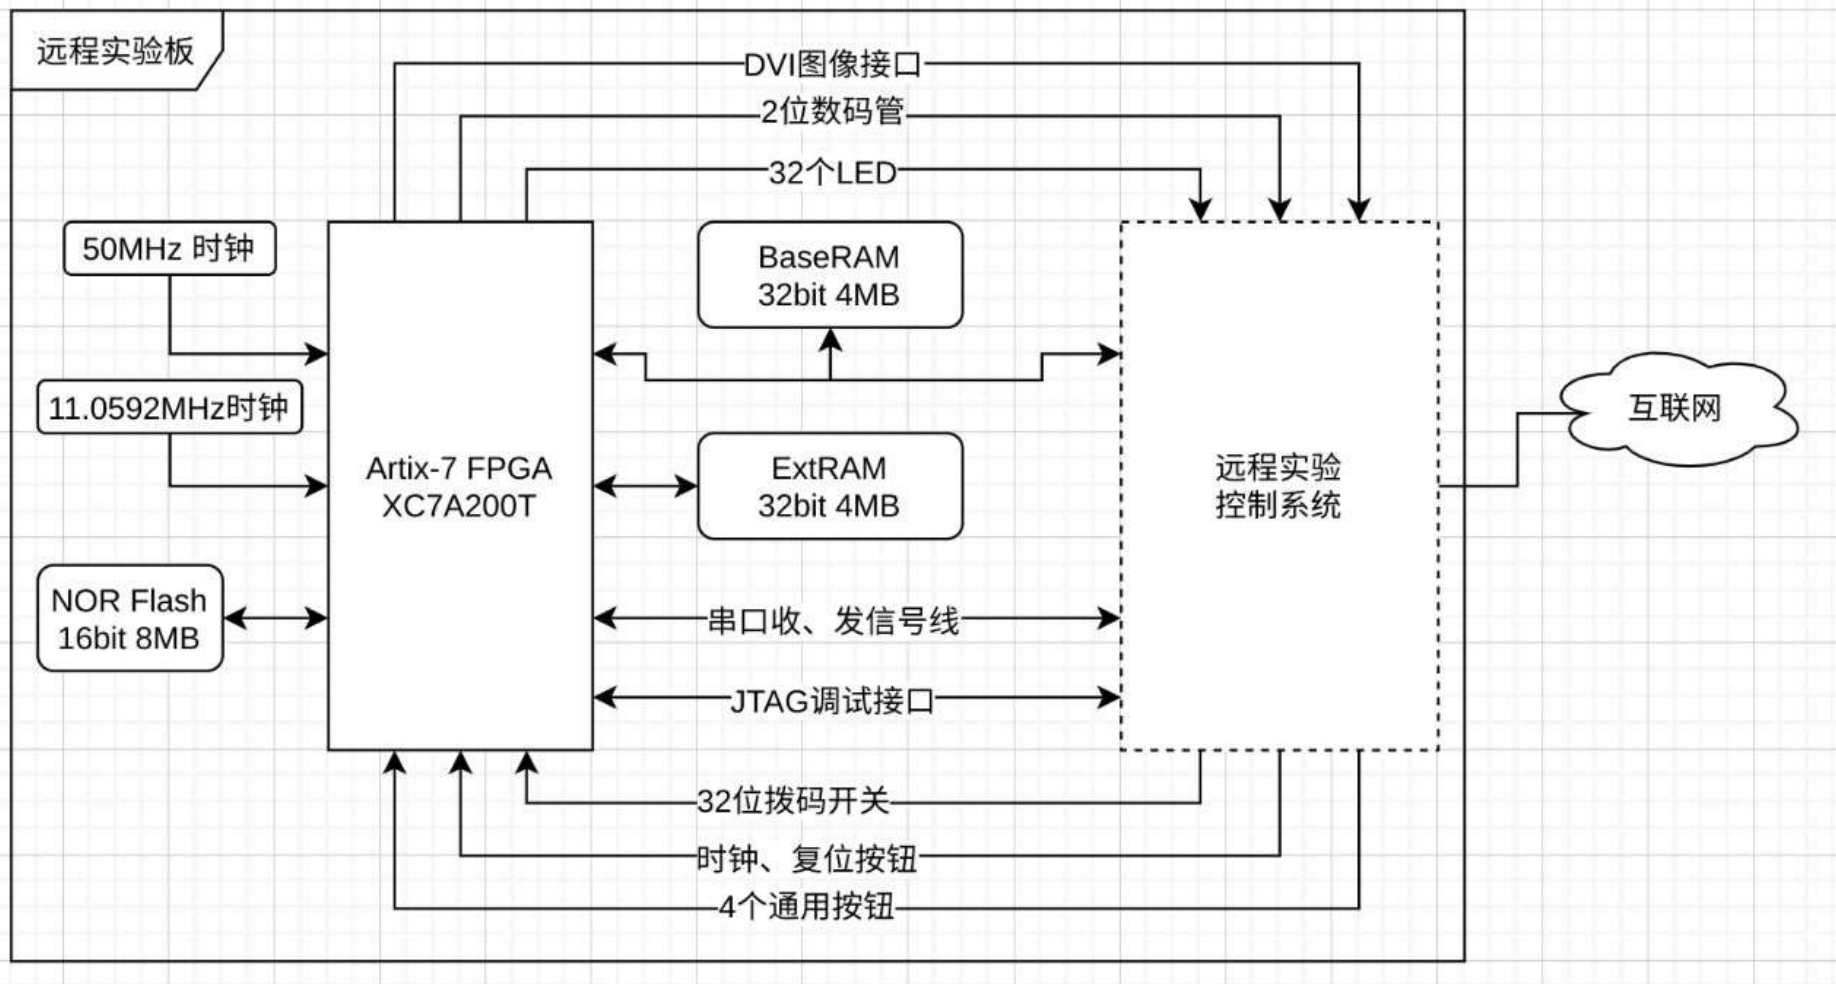 远程实验板
DVI图像接口
2位数码管
32个LED
50MHz 时钟
11.0592MHz时钟
NOR Flash
16bit 8MB
Artix-7 FPGA
XC7A200T
BaseRAM
32bit 4MB
ExtRAM
32bit 4MB
串口收、发信号线
JTAG调试接口
远程实验
控制系统
互联网
32位拨码开关
时钟、复位按钮
4个通用按钮